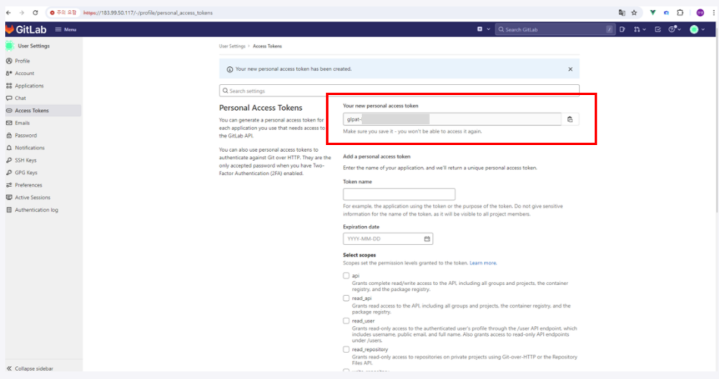 주의 요함 https://183.99.50.117/-/profile/personal_access_tokens
GitLab Menu Search GitLab
User Settings
Profile
Account
Applications
Chat
Access Tokens
Emails
Password
Notifications
SSH Keys
GPG Keys
Preferences
Active Sessions
Authentication log
Collapse sidebar
User Settings > Access Tokens
Your new personal access token has been created.
Search settings
Personal Access Tokens
You can generate a personal access token for
each application you use that needs access to
the GitLab API.
You can also use personal access tokens to
authenticate against Git over HTTP. They are the
only accepted password when you have Two-
Factor Authentication (2FA) enabled.
Your new personal access token
glpat-
Make sure you save it - you won't be able to access it again.
Add a personal access token
Enter the name of your application, and we'll return a unique personal access token.
Token name
For example, the application using the token or the purpose of the token. Do not give sensitive
information for the name of the token, as it will be visible to all project members.
Expiration date
YYYY-MM-DD
Select scopes
Scopes set the permission levels granted to the token. Learn more.
api
Grants complete read/write access to the API, including all groups and projects, the container
registry, and the package registry.
read_api
Grants read access to the API, including all groups and projects, the container registry, and the
package registry.
read_user
Grants read-only access to the authenticated user's profile through the /user API endpoint, which
includes username, public email, and full name. Also grants access to read-only API endpoints
under /users.
read_repository
Grants read-only access to repositories on private projects using Git-over-HTTP or the Repository
Files API.